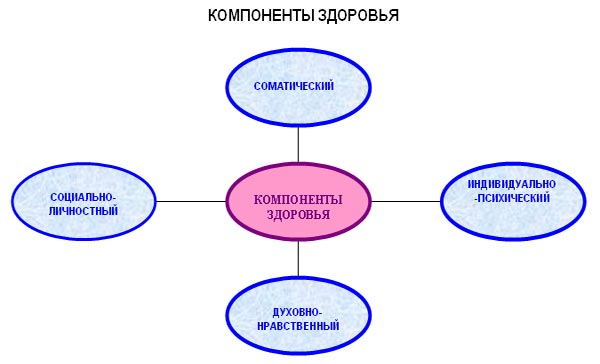 КОМПОНЕНТЫ ЗДОРОВЬЯ
СОМАТИЧЕСКИЙ
СОЦИАЛЬНО-
ЛИЧНОСТНЫЙ
КОМПОНЕНТЫ
ЗДОРОВЬЯ
ИНДИВИДУАЛЬНО
-ПСИХИЧЕСКИЙ
ДУХОВНО-
НРАВСТВЕННЫЙ